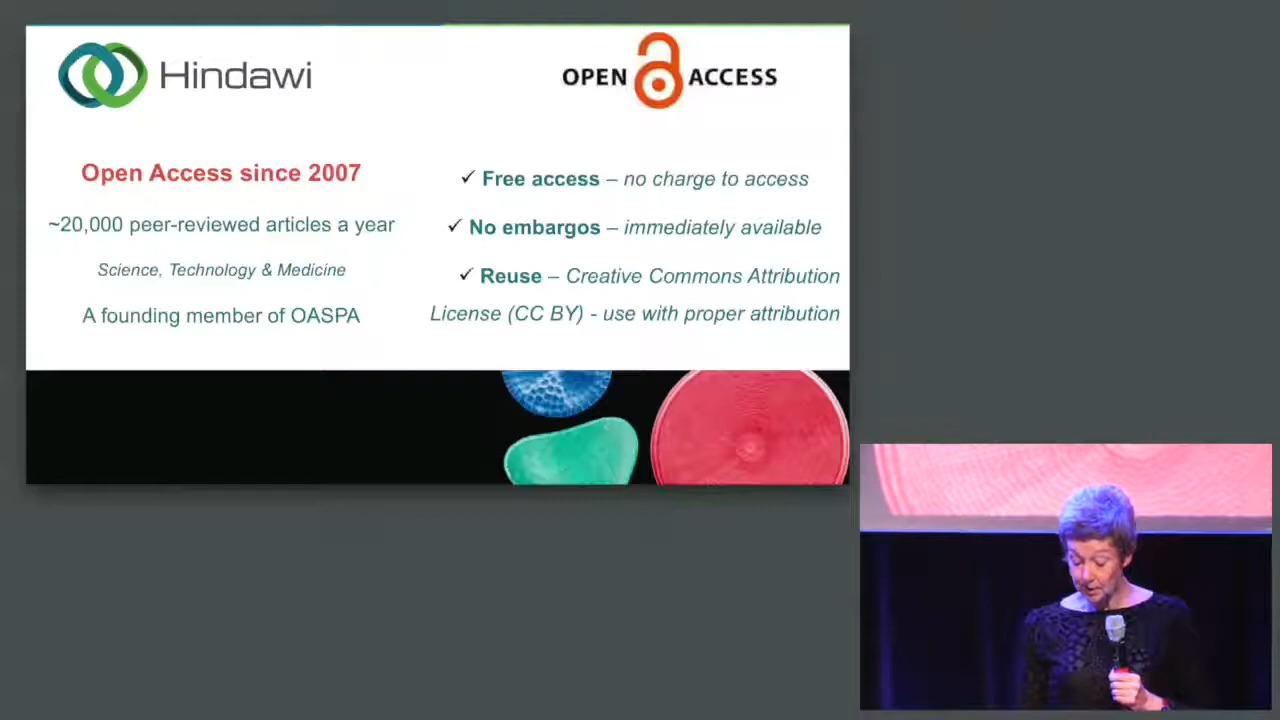 Hindawi
OPEN ACCESS
Open Access since 2007
~20,000 peer-reviewed articles a year
Science, Technology & Medicine
A founding member of OASPA
✓ Free access – no charge to access
✓ No embargos – immediately available
✓ Reuse – Creative Commons Attribution
License (CC BY) - use with proper attribution